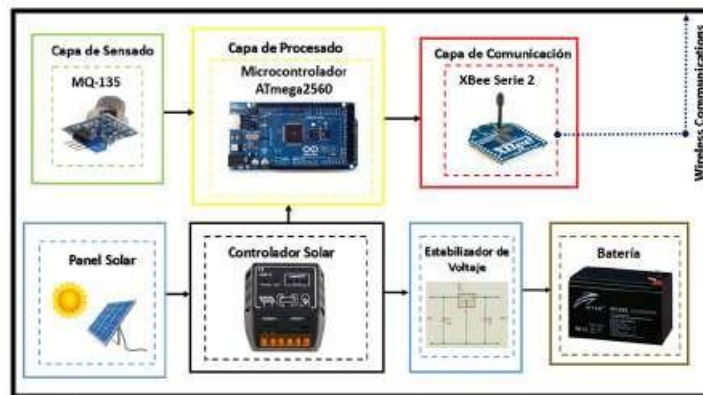 Capa de Sensado
MQ-135
Capa de Procesado
Microcontrolador
ATmega2560
Capa de Comunicación
XBee Serie 2
Wireless Communications
Panel Solar
Controlador Solar
Estabilizador de
Voltaje
Batería